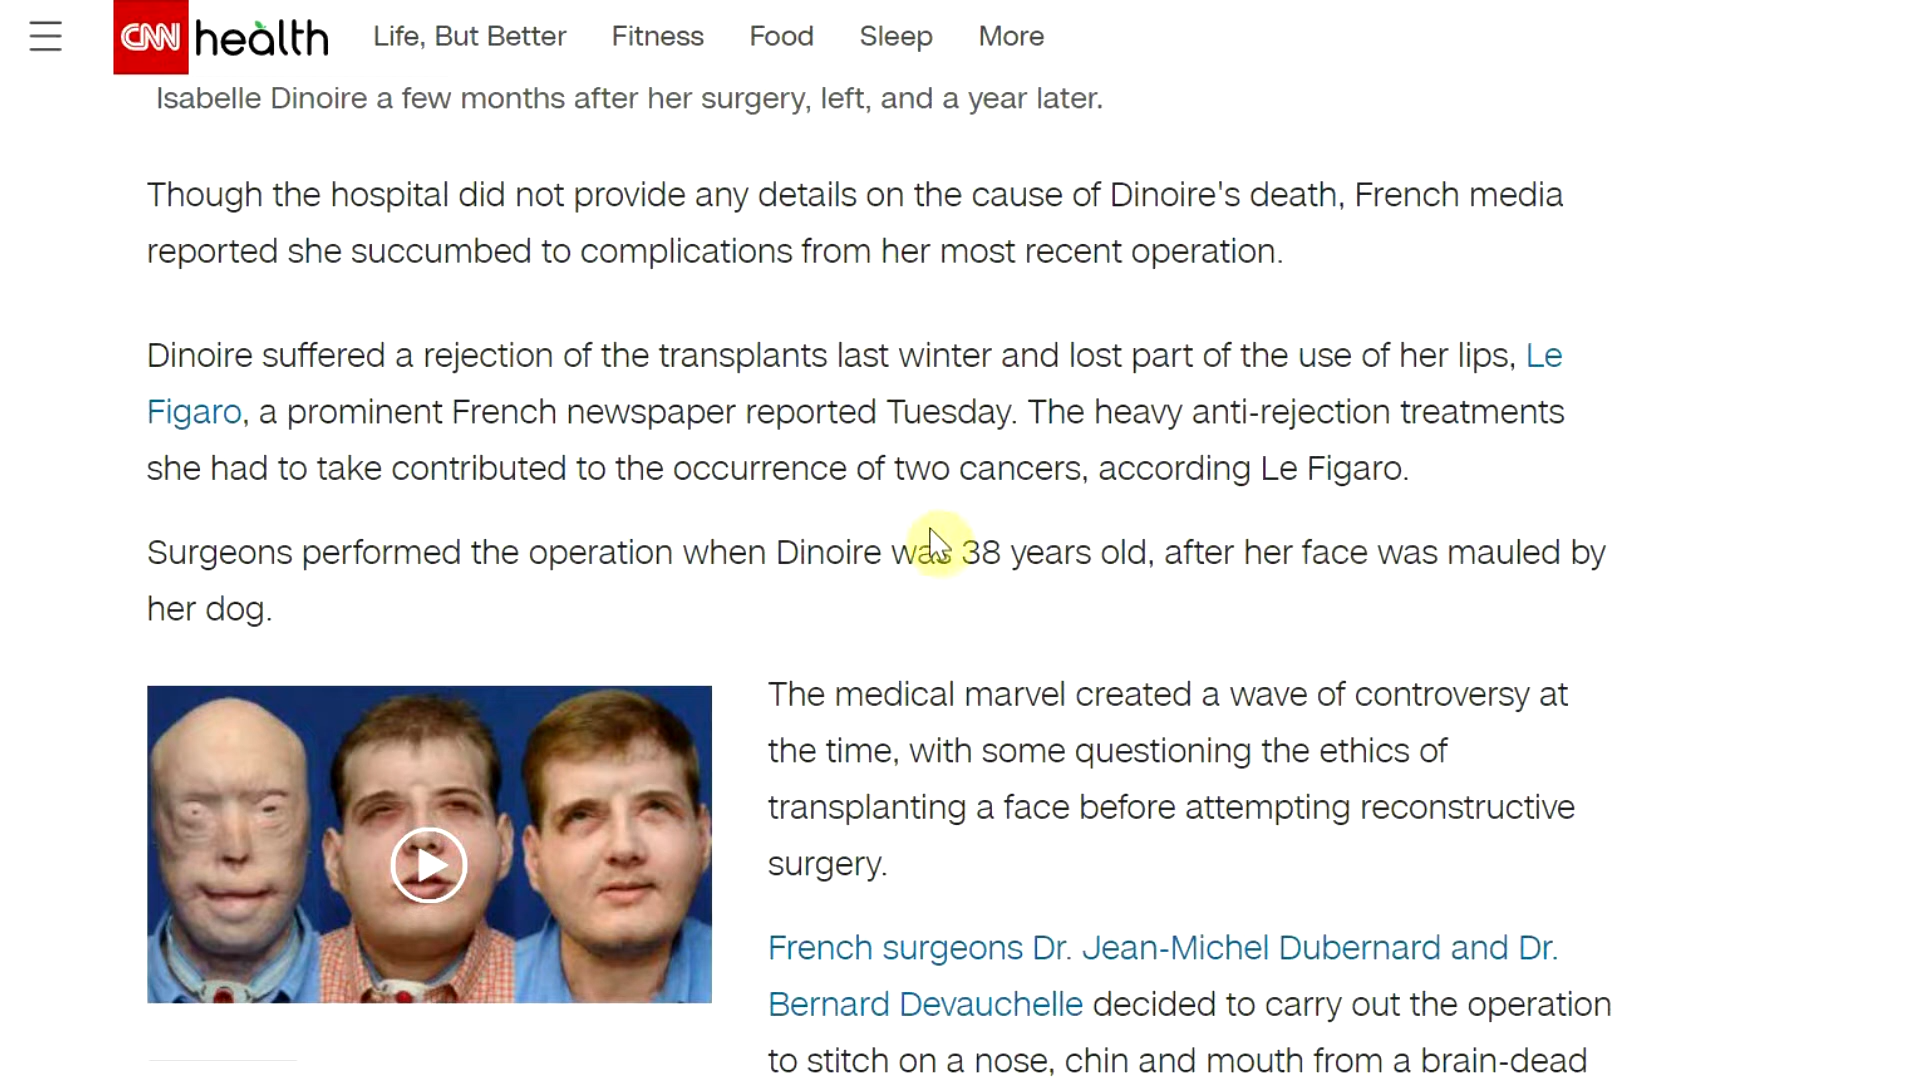 CNN health Life, But Better Fitness Food Sleep More
Isabelle Dinoire a few months after her surgery, left, and a year later.
Though the hospital did not provide any details on the cause of Dinoire's death, French media
reported she succumbed to complications from her most recent operation.
Dinoire suffered a rejection of the transplants last winter and lost part of the use of her lips, Le
Figaro, a prominent French newspaper reported Tuesday. The heavy anti-rejection treatments
she had to take contributed to the occurrence of two cancers, according Le Figaro.
Surgeons performed the operation when Dinoire was 38 years old, after her face was mauled by
her dog.
The medical marvel created a wave of controversy at
the time, with some questioning the ethics of
transplanting a face before attempting reconstructive
surgery.
French surgeons Dr. Jean-Michel Dubernard and Dr.
Bernard Devauchelle decided to carry out the operation
to stitch on a nose, chin and mouth from a brain-dead